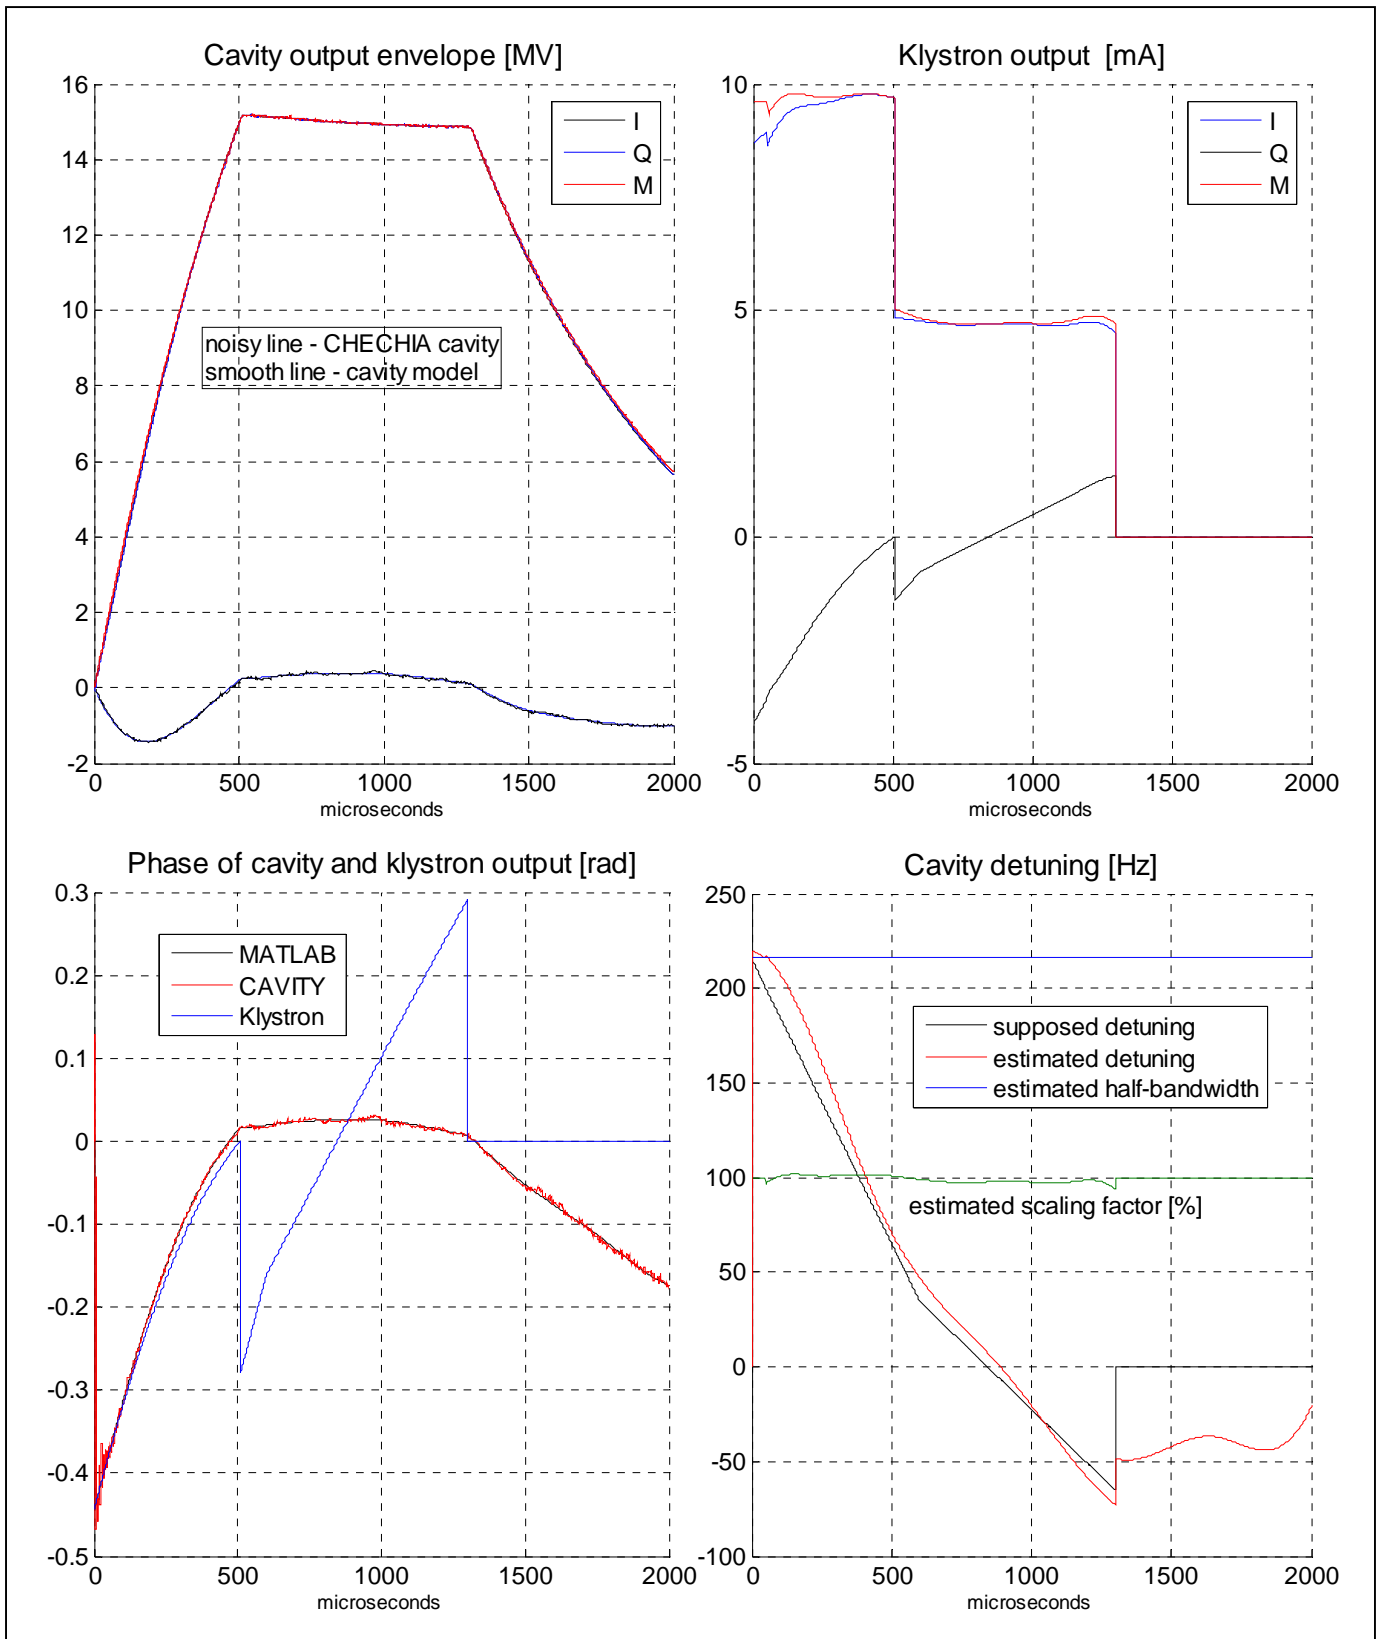 Cavity output envelope [MV]
16
14
12
10
8
6
4
2
0
-2
0
500
1000
1500
2000
microseconds
I
Q
M
noisy line - CHECHIA cavity
smooth line - cavity model
Klystron output [mA]
10
5
0
-5
0
500
1000
1500
2000
microseconds
I
Q
M
Phase of cavity and klystron output [rad]
0.3
0.2
0.1
0
-0.1
-0.2
-0.3
-0.4
-0.5
0
500
1000
1500
2000
microseconds
MATLAB
CAVITY
Klystron
Cavity detuning [Hz]
250
200
150
100
50
0
-50
-100
0
500
1000
1500
2000
microseconds
supposed detuning
estimated detuning
estimated half-bandwidth
estimated scaling factor [%]